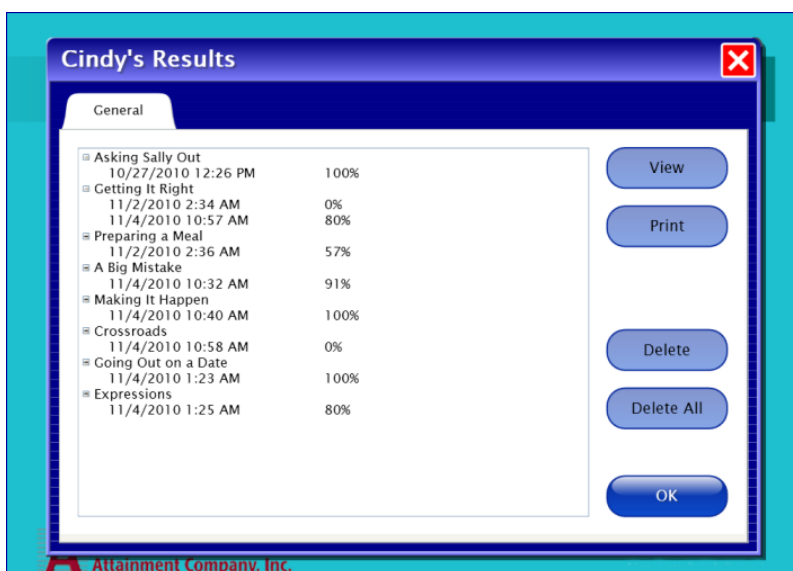 Cindy's Results
General
Asking Sally Out
10/27/2010 12:26 PM 100%
Getting It Right
11/2/2010 2:34 AM 0%
11/4/2010 10:57 AM 80%
Preparing a Meal
11/2/2010 2:36 AM 57%
A Big Mistake
11/4/2010 10:32 AM 91%
Making It Happen
11/4/2010 10:40 AM 100%
Crossroads
11/4/2010 10:58 AM 0%
Going Out on a Date
11/4/2010 1:23 AM 100%
Expressions
11/4/2010 1:25 AM 80%
View
Print
Delete
Delete All
OK
Attainment Company, Inc.